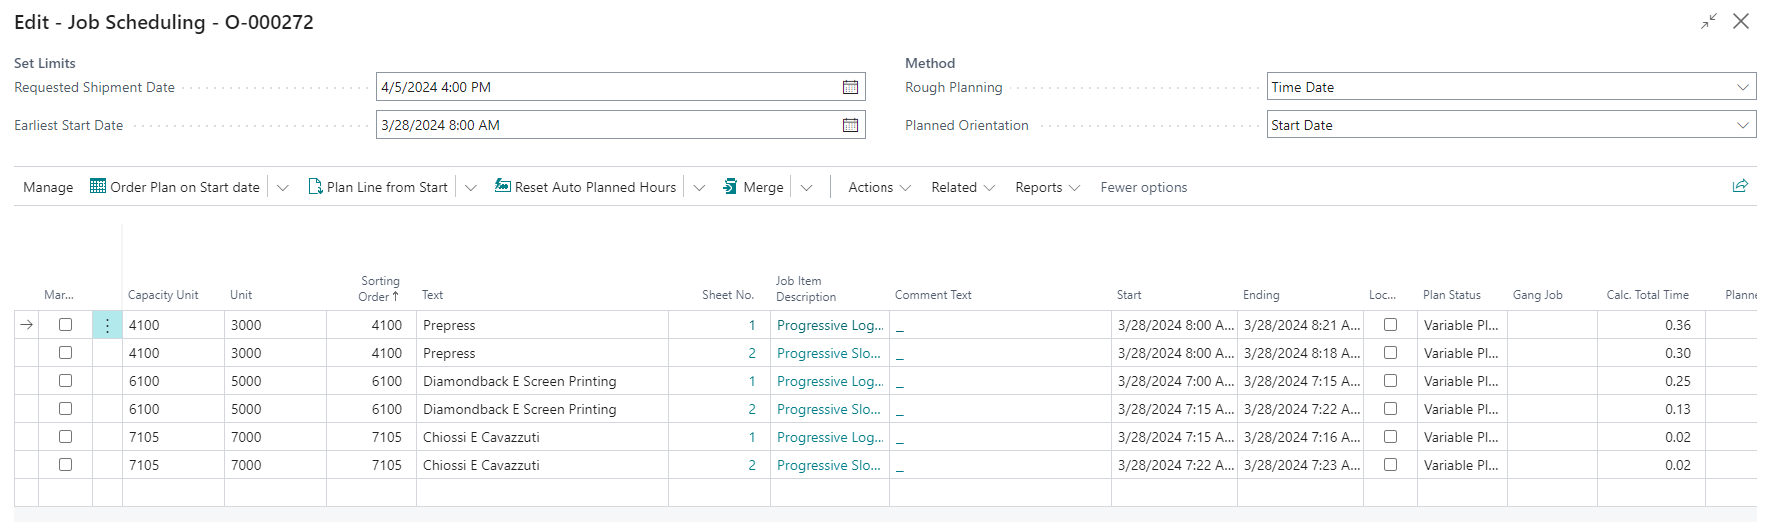 Edit - Job Scheduling - O-000272
Set Limits
Requested Shipment Date 4/5/2024 4:00 PM
Earliest Start Date 3/28/2024 8:00 AM
Method
Rough Planning Time Date
Planned Orientation Start Date
Manage Order Plan on Start date Plan Line from Start Reset Auto Planned Hours Merge Actions Related Reports Fewer options
Mar... Capacity Unit Unit Sorting Order↑ Text Sheet No. Job Item Description Comment Text Start Ending Loc... Plan Status Gang Job Calc. Total Time Planne
4100 3000 4100 Prepress 1 Progressive Log... _ 3/28/2024 8:00 A... 3/28/2024 8:21 A... Variable Pl... 0.36
4100 3000 4100 Prepress 2 Progressive Slo... _ 3/28/2024 8:00 A... 3/28/2024 8:18 A... Variable Pl... 0.30
6100 5000 6100 Diamondback E Screen Printing 1 Progressive Log... _ 3/28/2024 7:00 A... 3/28/2024 7:15 A... Variable Pl... 0.25
6100 5000 6100 Diamondback E Screen Printing 2 Progressive Slo... _ 3/28/2024 7:15 A... 3/28/2024 7:22 A... Variable Pl... 0.13
7105 7000 7105 Chiossi E Cavazzuti 1 Progressive Log... _ 3/28/2024 7:15 A... 3/28/2024 7:16 A... Variable Pl... 0.02
7105 7000 7105 Chiossi E Cavazzuti 2 Progressive Slo... _ 3/28/2024 7:22 A... 3/28/2024 7:23 A... Variable Pl... 0.02